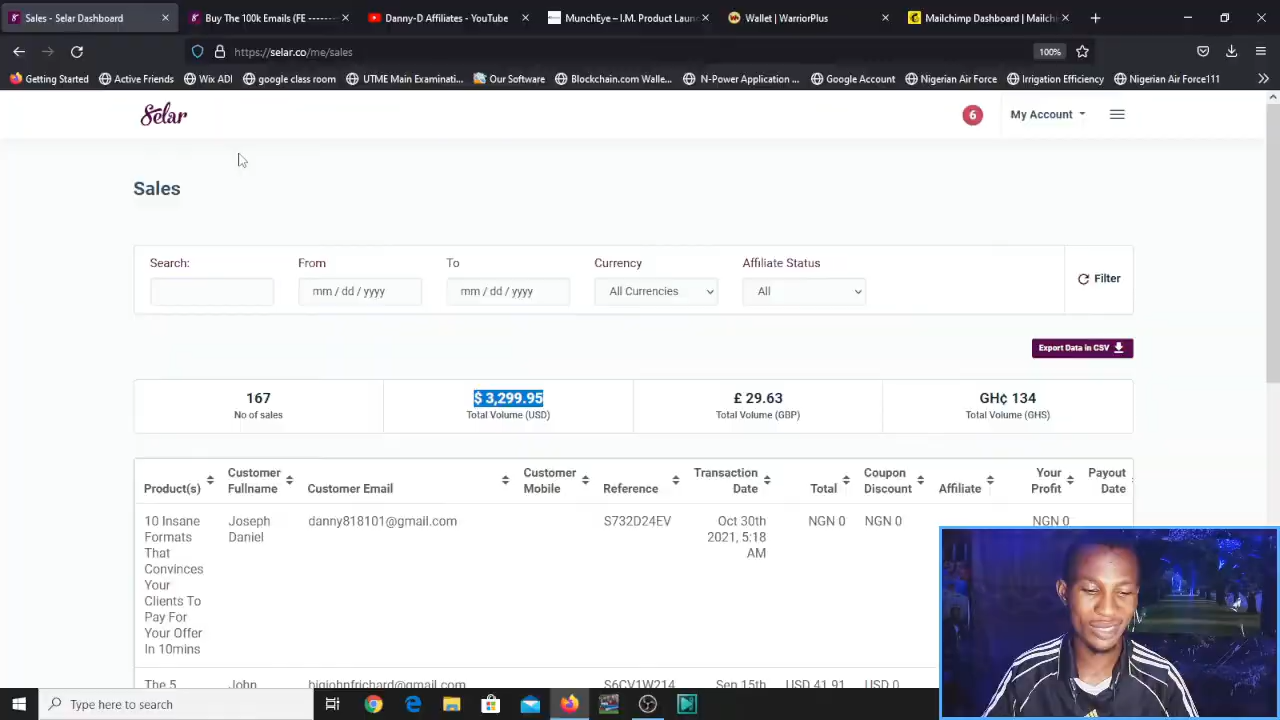 Sales - Selar Dashboard
Buy The 100k Emails (FE -------
Danny-D Affiliates - YouTube
MunchEye – I.M. Product Laun
Wallet | WarriorPlus
Mailchimp Dashboard | Mailchi
https://selar.co/me/sales
100%
Getting Started
Active Friends
Wix ADI
google class room
UTME Main Examinati...
Our Software
Blockchain.com Walle...
N-Power Application ...
Google Account
Nigerian Air Force
Irrigation Efficiency
Nigerian Air Force111
Selar
6
My Account
Sales
Search:
From
To
Currency
Affiliate Status
mm / dd / yyyy
mm / dd / yyyy
All Currencies
All
Filter
Export Data in CSV
167
$ 3,299.95
£ 29.63
GH¢ 134
No of sales
Total Volume (USD)
Total Volume (GBP)
Total Volume (GHS)
Product(s)
Customer Fullname
Customer Email
Customer Mobile
Reference
Transaction Date
Total
Coupon Discount
Affiliate
Your Profit
Payout Date
10 Insane
Formats
That
Convinces
Your
Clients To
Pay For
Your Offer
In 10mins
Joseph
Daniel
danny818101@gmail.com
S732D24EV
Oct 30th
2021, 5:18
AM
NGN 0
NGN 0
NGN 0
The 5
John
bigjohnfrichard@gmail.com
S6CV1W214
Sep 15th
USD 41.91
USD 0
Type here to search